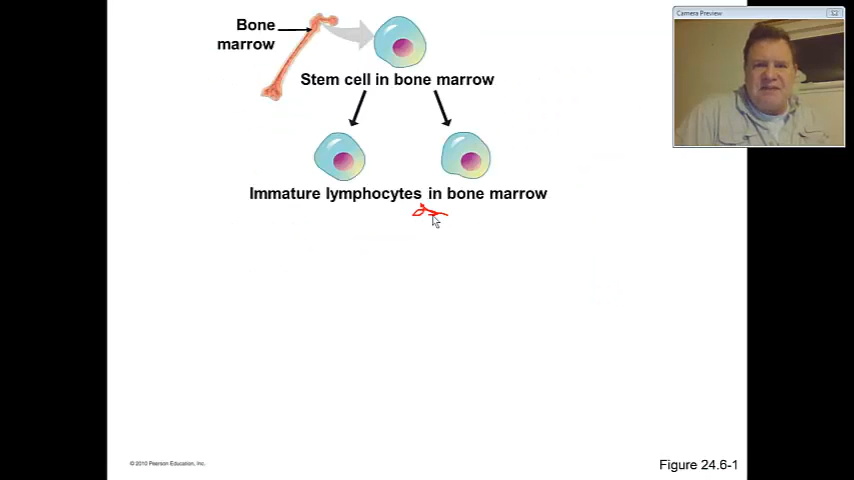 Camera Preview
Bone
marrow
Stem cell in bone marrow
Immature lymphocytes in bone marrow
© 2010 Pearson Education, Inc.
Figure 24.6-1